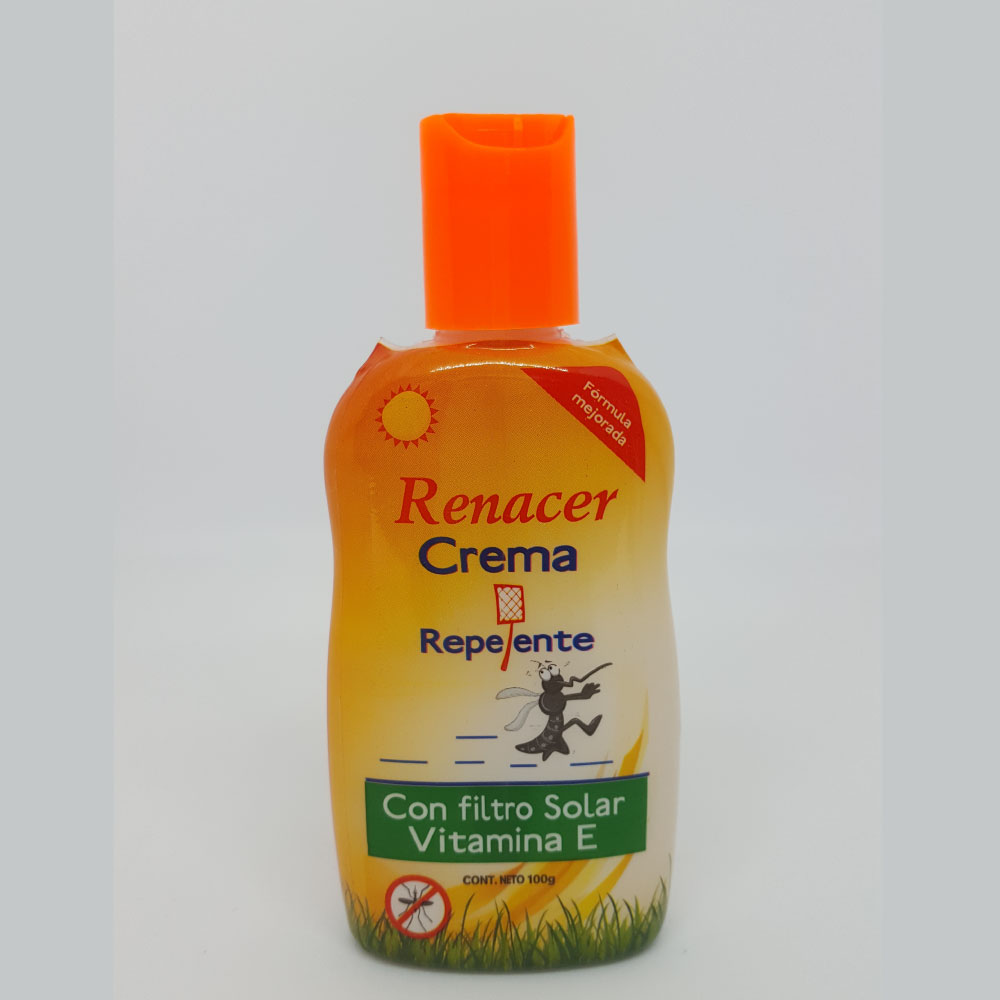 Fórmula
mejorada
Renacer
Crema
Repelente
Con filtro Solar
Vitamina E
CONT. NETO 100g